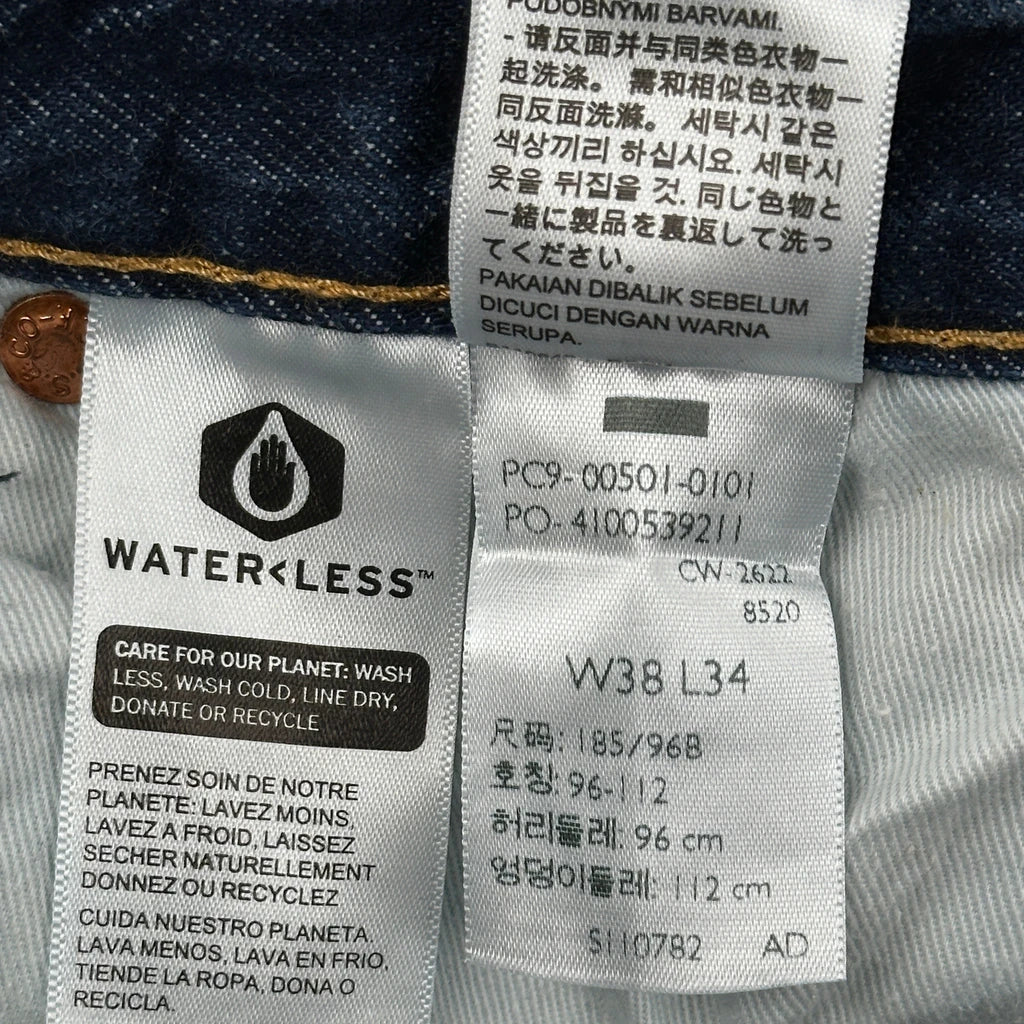 PODOBNYMI BARVAMI.
- 请反面并与同类色衣物一
起洗涤。 需和相似色衣物一
同反面洗滌。 세탁시 같은
색상끼리 하십시요. 세탁시
옷을 뒤집을 것. 同じ色物と
一緒に製品を裏返して洗っ
てください。
PAKAIAN DIBALIK SEBELUM
DICUCI DENGAN WARNA
SERUPA.
WATER<LESS™
CARE FOR OUR PLANET: WASH
LESS, WASH COLD, LINE DRY,
DONATE OR RECYCLE
PRENEZ SOIN DE NOTRE
PLANETE: LAVEZ MOINS,
LAVEZ A FROID, LAISSEZ
SECHER NATURELLEMENT
DONNEZ OU RECYCLEZ
CUIDA NUESTRO PLANETA.
LAVA MENOS, LAVA EN FRIO,
TIENDE LA ROPA, DONA O
RECICLA.
PC9-00501-0101
PO-4100539211
CW-2622
8520
W38 L34
尺码: 185/96B
호칭: 96-112
허리둘레: 96 cm
엉덩이둘레: 112 cm
S110782 AD